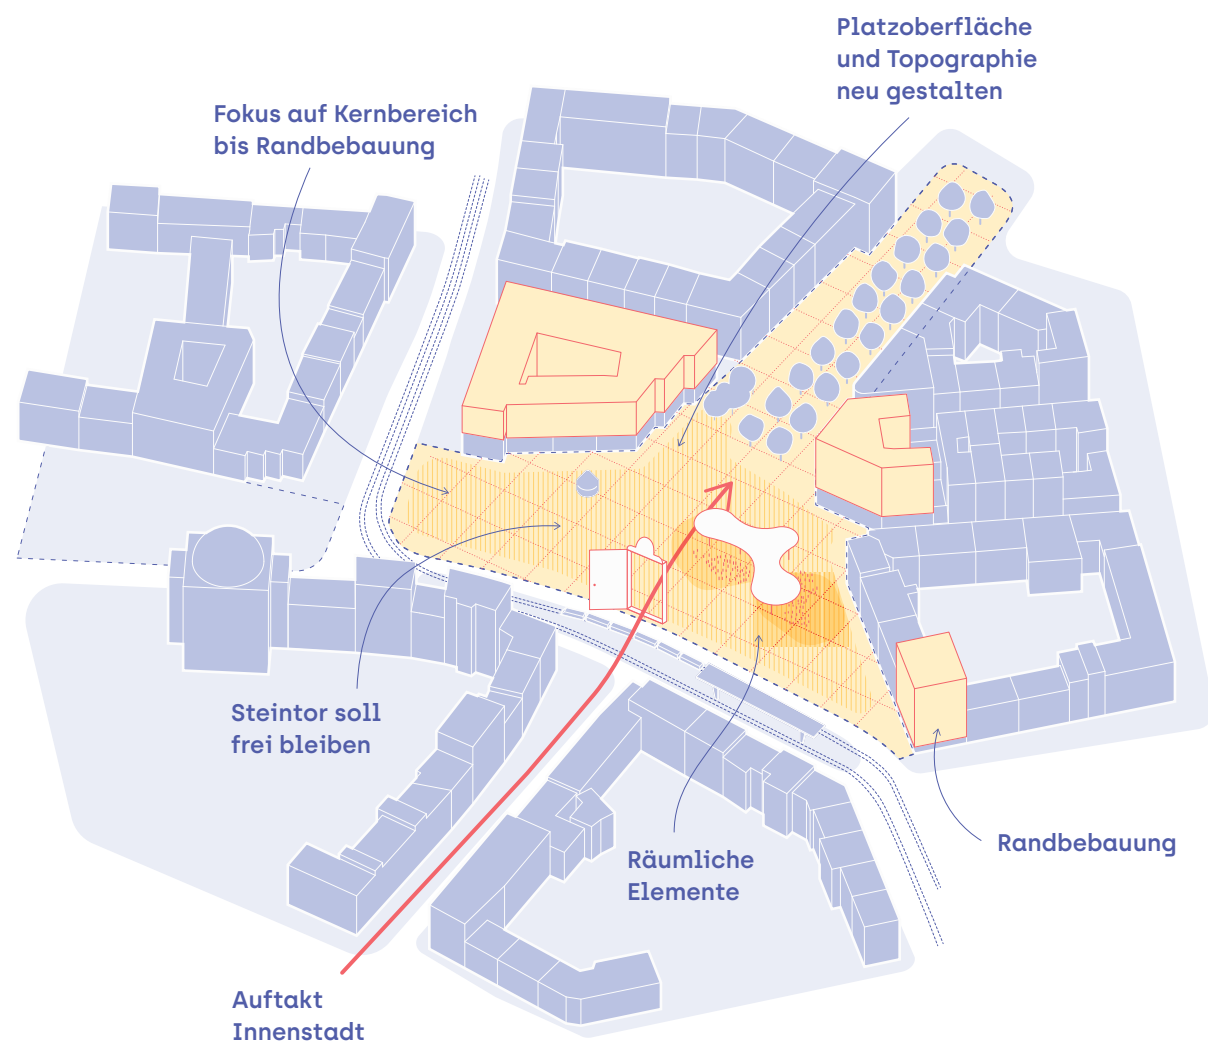 Platzoberfläche
und Topographie
neu gestalten
Fokus auf Kernbereich
bis Randbebauung
Steintor soll
frei bleiben
Räumliche
Elemente
Randbebauung
Auftakt
Innenstadt